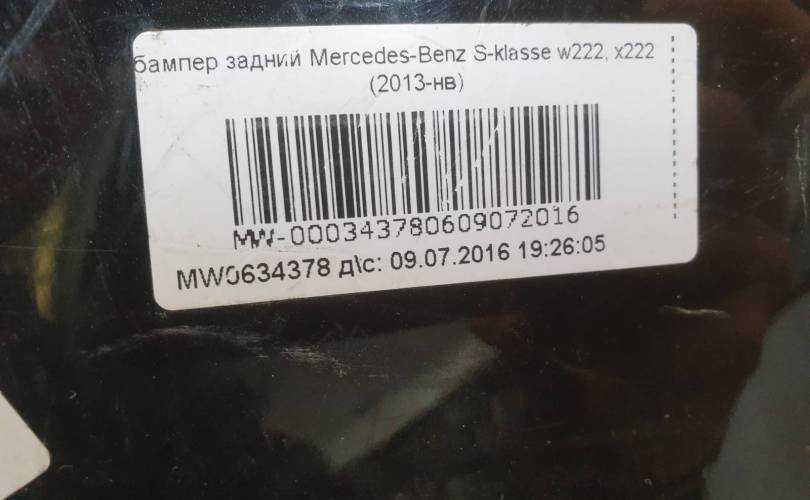 бампер задний Mercedes-Benz S-klasse w222, x222
(2013-нв)
MW-000343780609072016
MW0634378 д\с: 09.07.2016 19:26:05